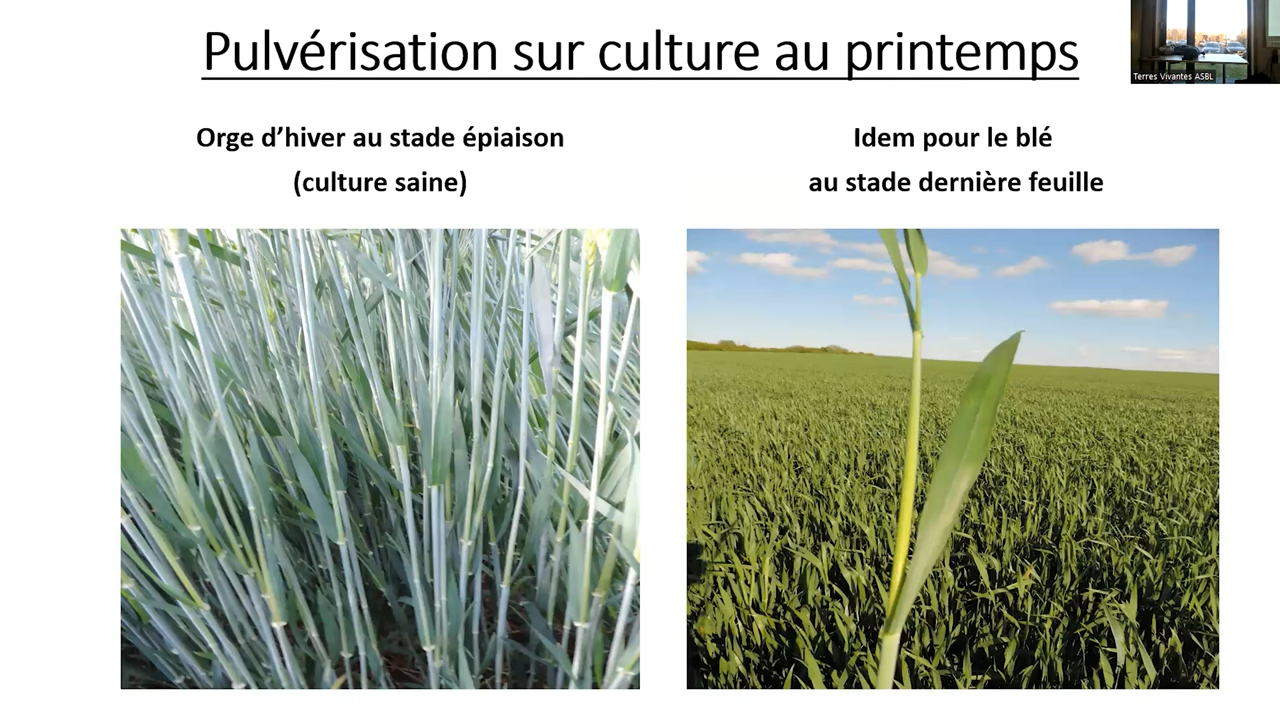 Pulvérisation sur culture au printemps
Terres Vivantes ASBL
Orge d’hiver au stade épiaison
(culture saine)
Idem pour le blé
au stade dernière feuille